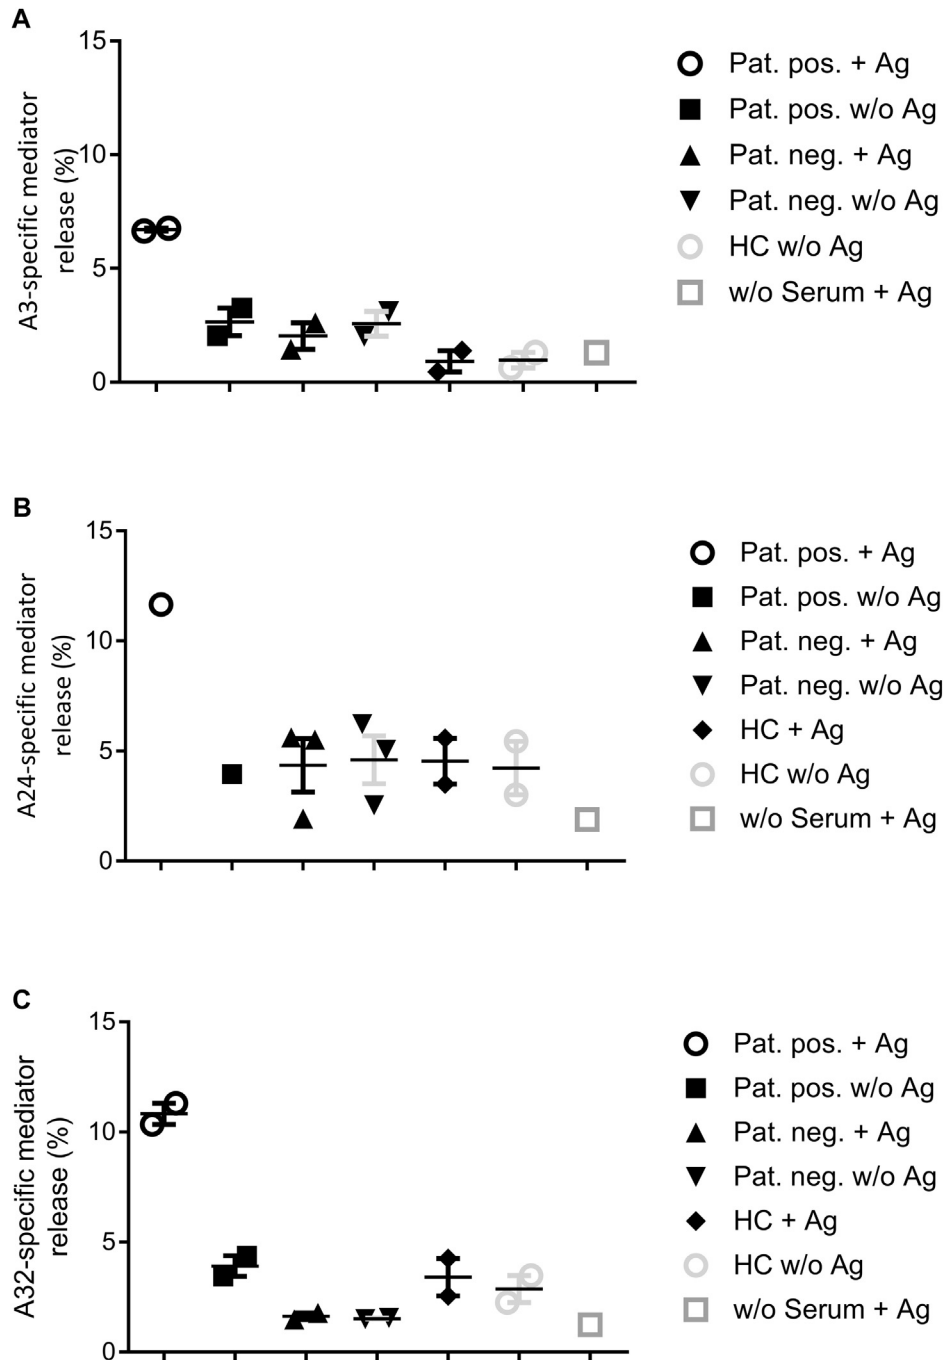 A
15
10
5
0
A3-specific mediator
release (%)
Pat. pos. + Ag
Pat. pos. w/o Ag
Pat. neg. + Ag
Pat. neg. w/o Ag
HC w/o Ag
w/o Serum + Ag
B
15
10
5
0
A24-specific mediator
release (%)
Pat. pos. + Ag
Pat. pos. w/o Ag
Pat. neg. + Ag
Pat. neg. w/o Ag
HC + Ag
HC w/o Ag
w/o Serum + Ag
C
15
10
5
0
A32-specific mediator
release (%)
Pat. pos. + Ag
Pat. pos. w/o Ag
Pat. neg. + Ag
Pat. neg. w/o Ag
HC + Ag
HC w/o Ag
w/o Serum + Ag